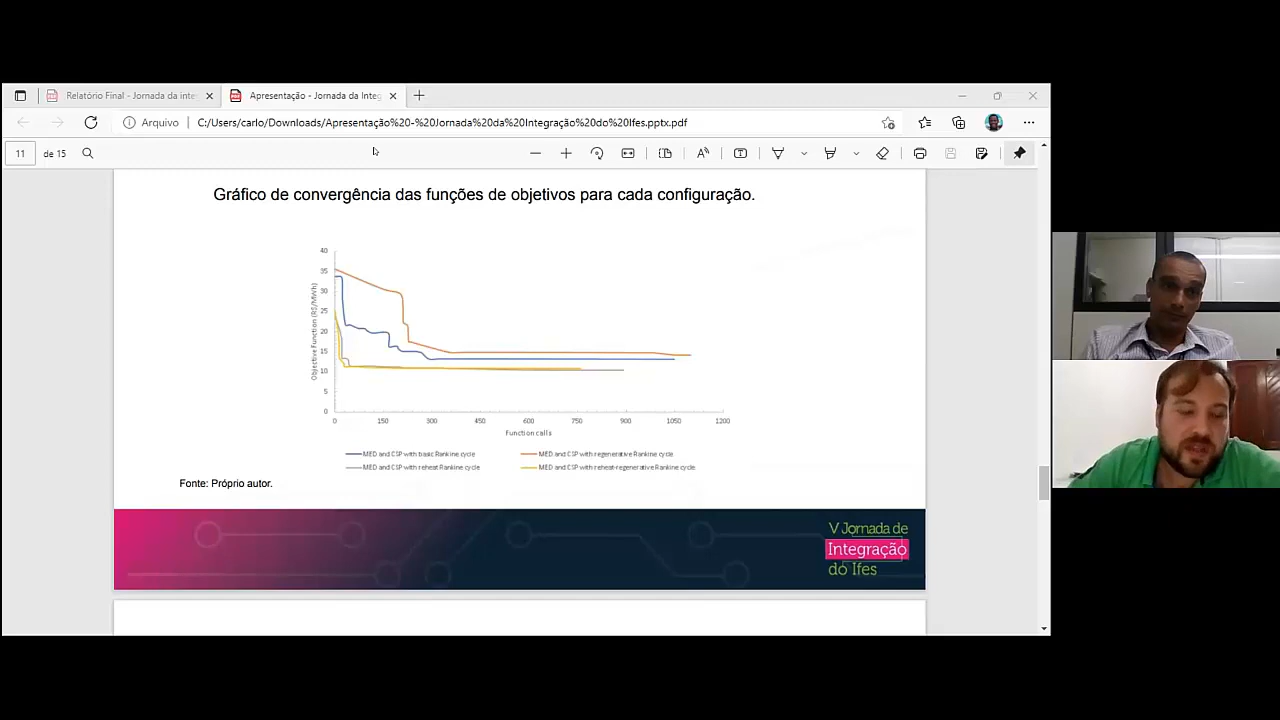 Relatório Final - Jornada da inte
Apresentação - Jornada da Integ
Arquivo
C:/Users/carlo/Downloads/Apresentação%20-%20Jornada%20da%20Integração%20do%20Ifes.pptx.pdf
11 de 15
Gráfico de convergência das funções de objetivos para cada configuração.
40
35
30
25
20
15
10
5
0
Objective Function (R$/MWh)
0 150 300 450 600 750 900 1050 1200
Function calls
MED and CSP with basic Rankine cycle
MED and CSP with regenerative Rankine cycle
MED and CSP with reheat Rankine cycle
MED and CSP with reheat-regenerative Rankine cycle
Fonte: Próprio autor.
V Jornada de
Integração
do Ifes